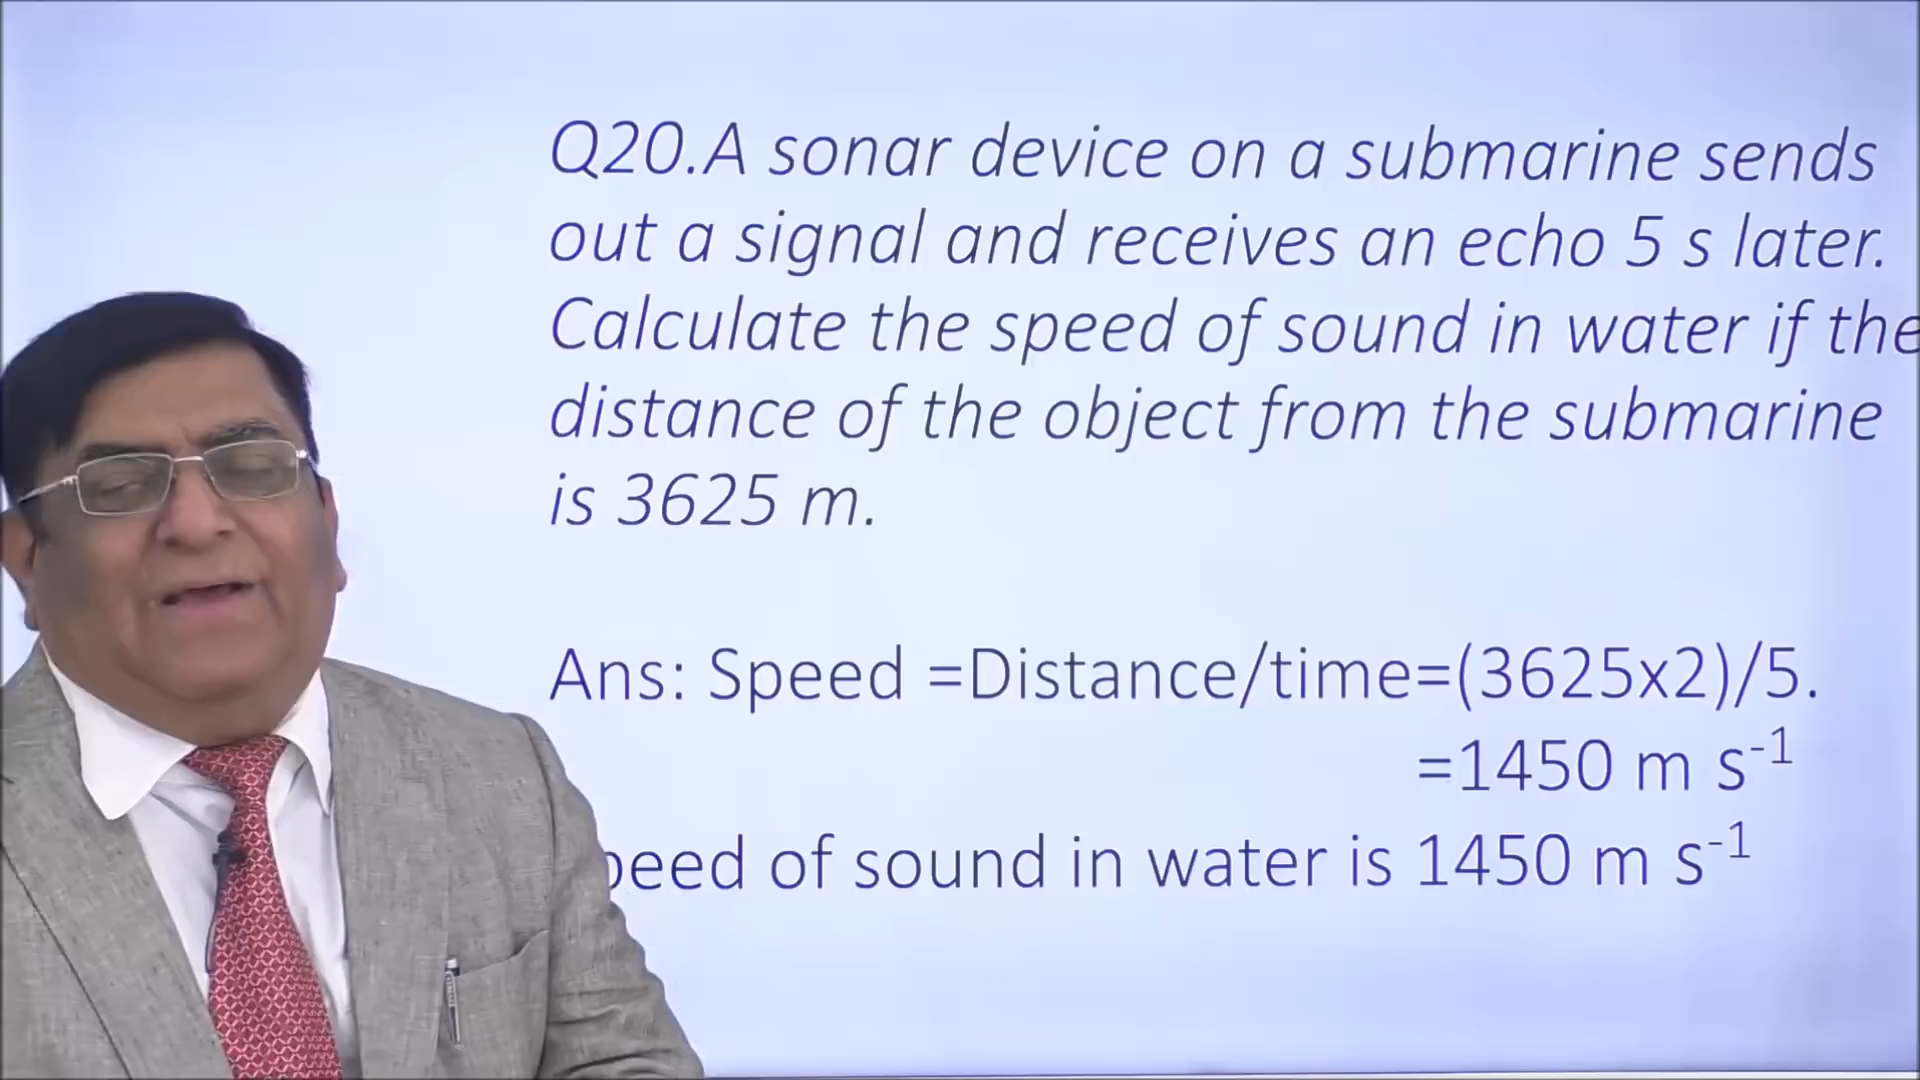 Q20.A sonar device on a submarine sends
out a signal and receives an echo 5 s later.
Calculate the speed of sound in water if the
distance of the object from the submarine
is 3625 m.
Ans: Speed =Distance/time=(3625x2)/5.
=1450 m s⁻¹
peed of sound in water is 1450 m s⁻¹